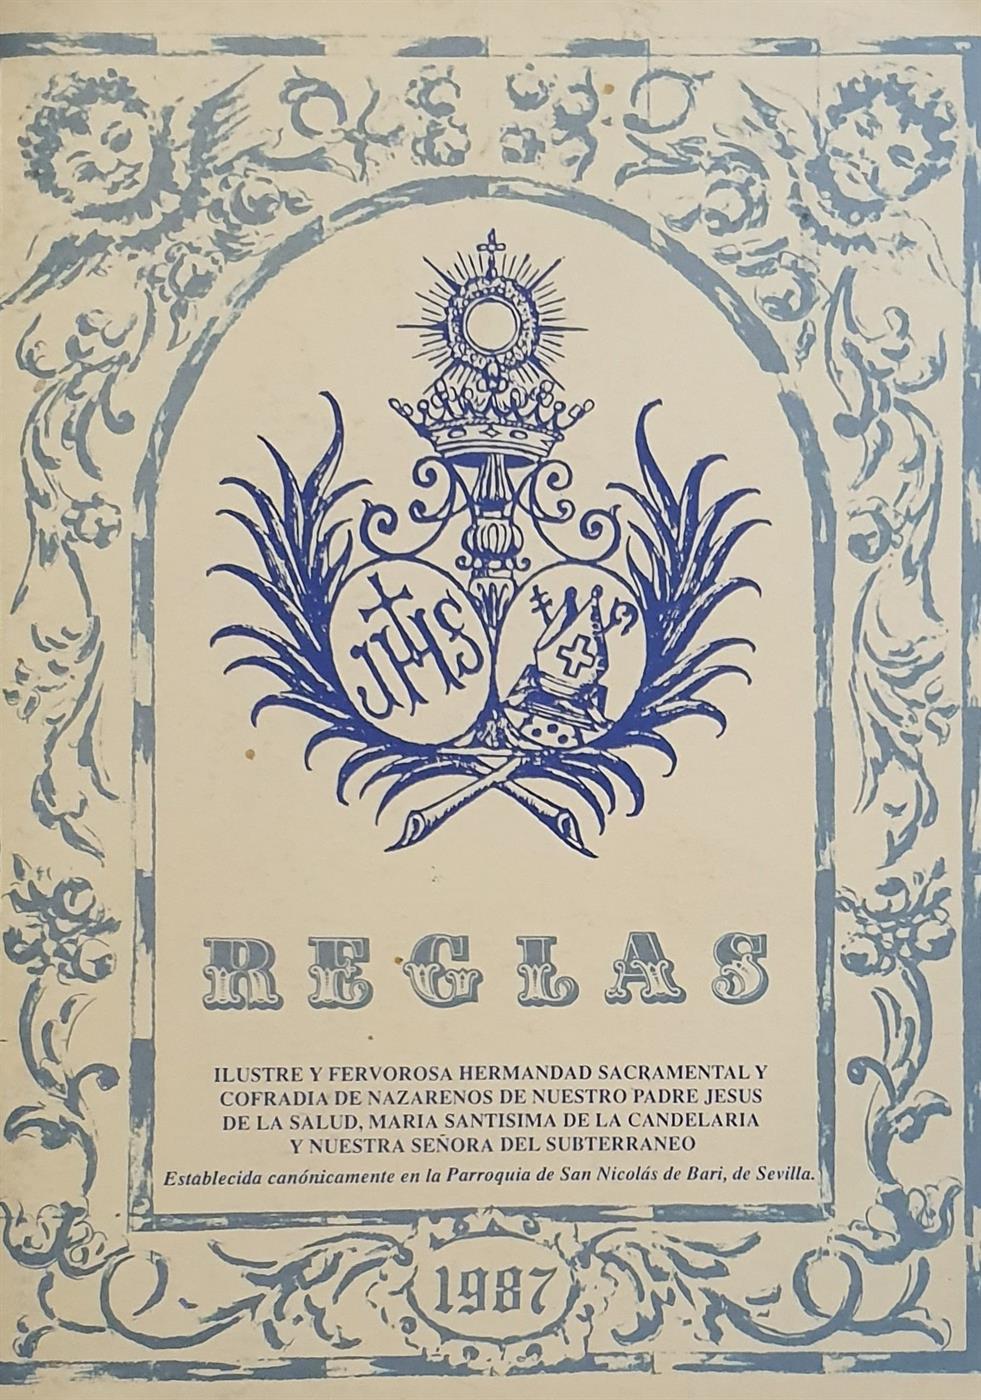 JHS
REGLAS
ILUSTRE Y FERVOROSA HERMANDAD SACRAMENTAL Y
COFRADIA DE NAZARENOS DE NUESTRO PADRE JESUS
DE LA SALUD, MARIA SANTISIMA DE LA CANDELARIA
Y NUESTRA SEÑORA DEL SUBTERRANEO
Establecida canónicamente en la Parroquia de San Nicolás de Bari, de Sevilla.
1987